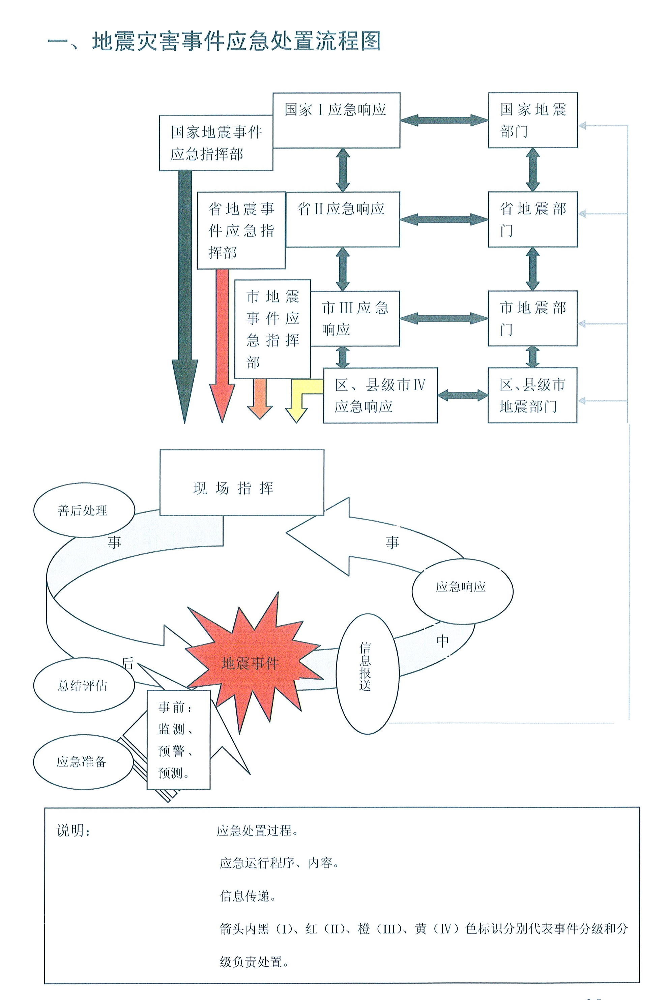 一、地震灾害事件应急处置流程图
国家 I 应急响应
国家地震
部门
国家地震事件
应急指挥部
省地震事
件应急指
挥部
省 II 应急响应
省地震部
门
市地震
事件应
急指挥
部
市 III 应急
响应
市地震部
门
区、县级市 IV
应急响应
区、县级市
地震部门
现场指挥
善后处理
事
事
应急响应
信息报送
中
地震事件
后
总结评估
事前：
监测、
预警、
预测。
应急准备
说明：
应急处置过程。
应急运行程序、内容。
信息传递。
箭头内黑（I）、红（II）、橙（III）、黄（IV）色标识分别代表事件分级和分
级负责处置。